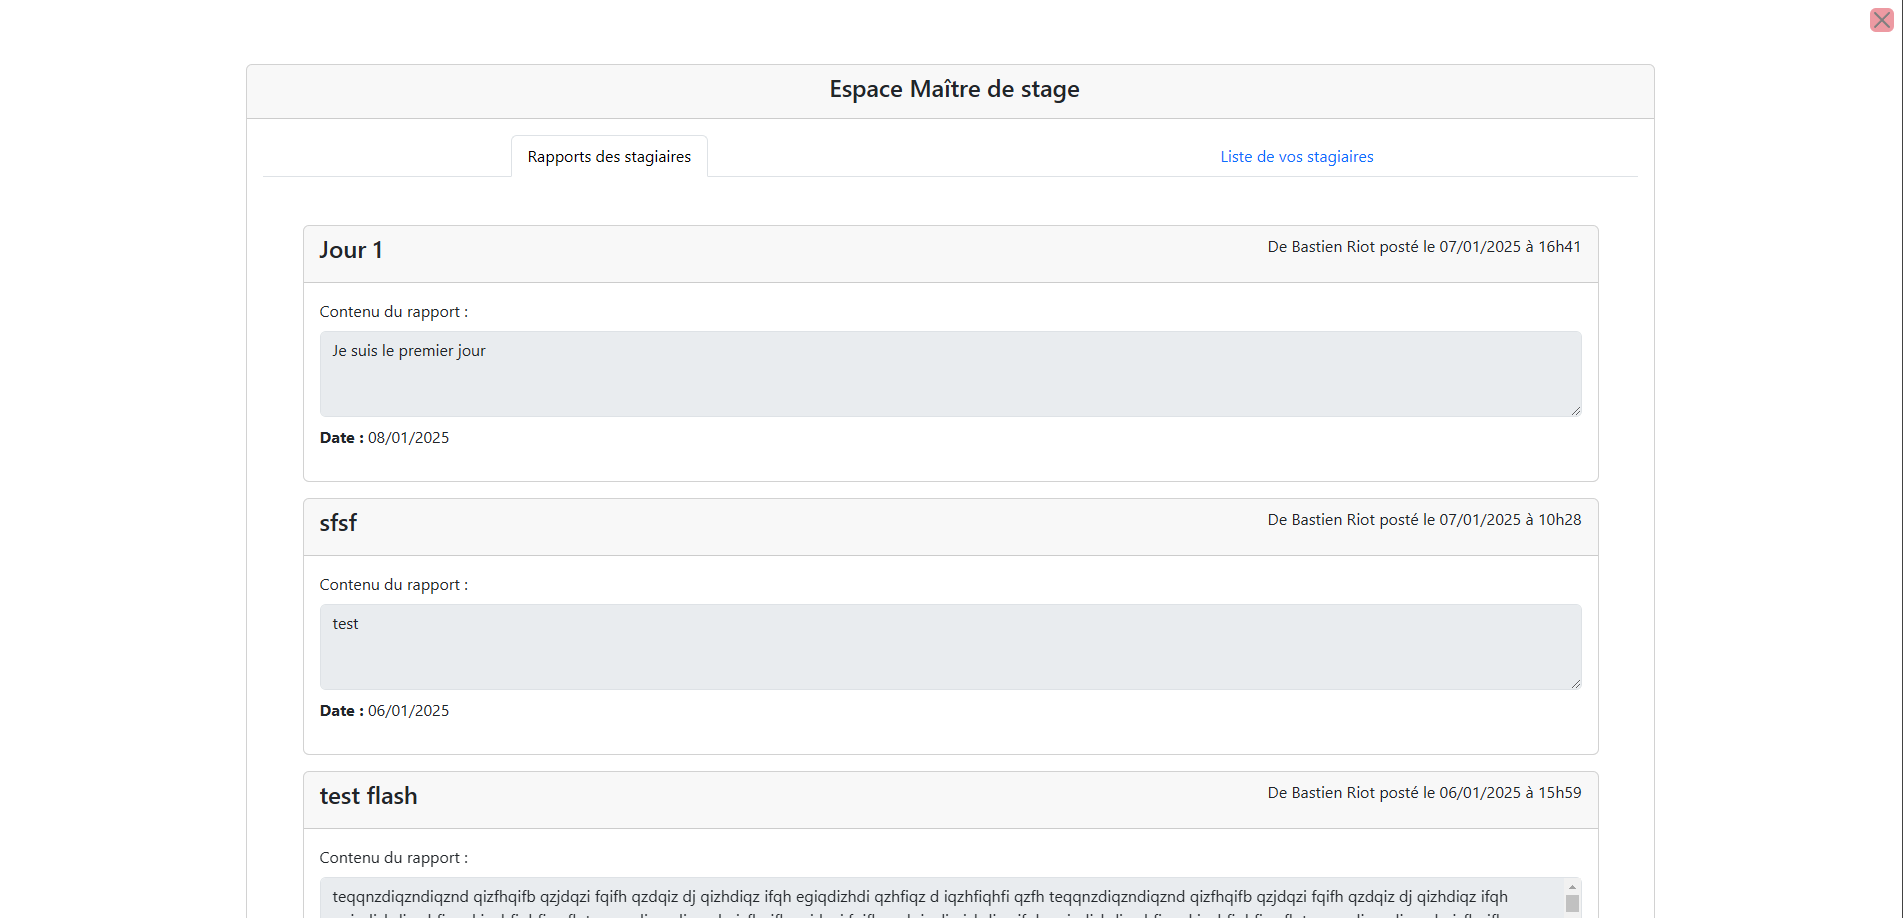 Espace Maître de stage
Rapports des stagiaires
Liste de vos stagiaires
Jour 1
De Bastien Riot posté le 07/01/2025 à 16h41
Contenu du rapport :
Je suis le premier jour
Date : 08/01/2025
sfsf
De Bastien Riot posté le 07/01/2025 à 10h28
Contenu du rapport :
test
Date : 06/01/2025
test flash
De Bastien Riot posté le 06/01/2025 à 15h59
Contenu du rapport :
teqqnzdiqzndiqznd qizfhqifb qzjdqzi fqifh qzdqiz dj qizhdiqz ifqh egiqdizhdi qzhfiqz d iqzhfiqhfi qzfh teqqnzdiqzndiqznd qizfhqifb qzjdqzi fqifh qzdqiz dj qizhdiqz ifqh